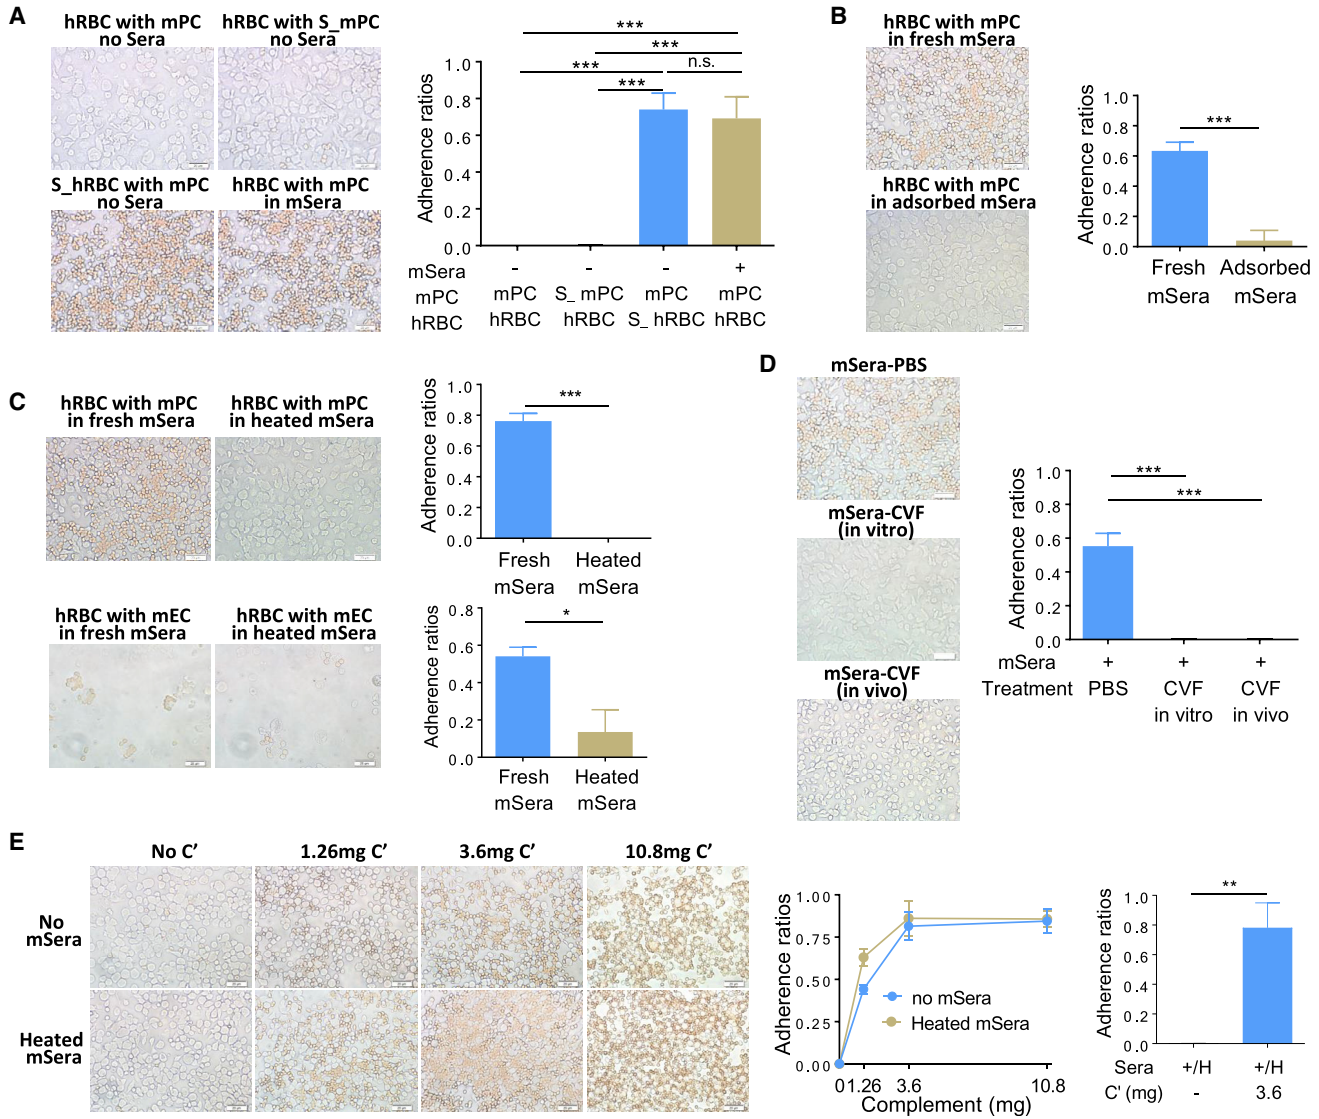 A
hRBC with mPC
no Sera
hRBC with S_mPC
no Sera
S_hRBC with mPC
no Sera
hRBC with mPC
in mSera
Adherence ratios
1.0
0.8
0.6
0.4
0.2
0.0
***
***
***
n.s.
***
mSera - - - +
mPC mPC S_ mPC mPC mPC
hRBC hRBC hRBC S_ hRBC hRBC
B
hRBC with mPC
in fresh mSera
hRBC with mPC
in adsorbed mSera
Adherence ratios
1.0
0.8
0.6
0.4
0.2
0.0
***
Fresh
mSera
Adsorbed
mSera
C
hRBC with mPC
in fresh mSera
hRBC with mPC
in heated mSera
Adherence ratios
1.0
0.8
0.6
0.4
0.2
0.0
***
Fresh
mSera
Heated
mSera
hRBC with mEC
in fresh mSera
hRBC with mEC
in heated mSera
Adherence ratios
0.8
0.6
0.4
0.2
0.0
*
Fresh
mSera
Heated
mSera
D
mSera-PBS
mSera-CVF
(in vitro)
mSera-CVF
(in vivo)
Adherence ratios
1.0
0.8
0.6
0.4
0.2
0.0
***
***
mSera + + +
Treatment PBS CVF CVF
in vitro in vivo
E
No C’
1.26mg C’
3.6mg C’
10.8mg C’
No
mSera
Heated
mSera
Adherence ratios
1.00
0.75
0.50
0.25
0.00
no mSera
Heated mSera
0 1.26 3.6 10.8
Complement (mg)
Adherence ratios
1.0
0.8
0.6
0.4
0.2
0.0
**
Sera +/H +/H
C' (mg) - 3.6